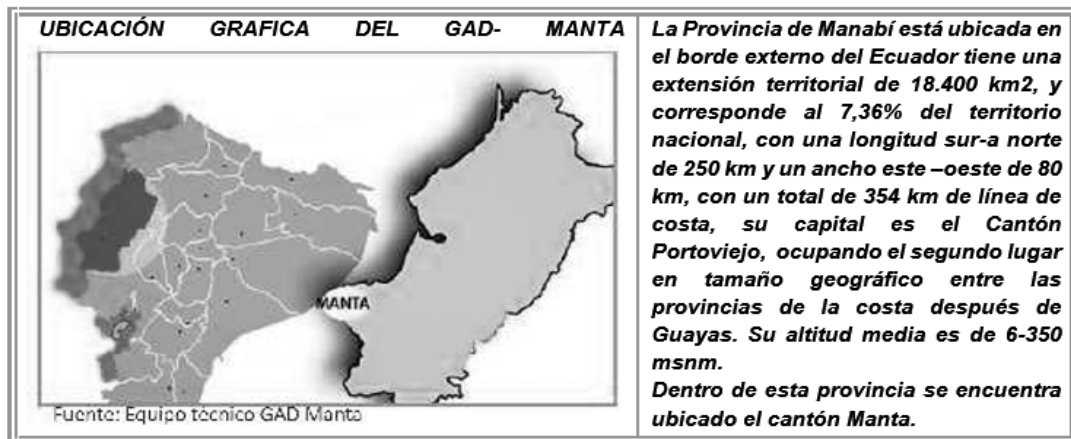 UBICACIÓN GRAFICA DEL GAD- MANTA
MANTA
Fuente: Equipo técnico GAD Manta
La Provincia de Manabí está ubicada en
el borde externo del Ecuador tiene una
extensión territorial de 18.400 km2, y
corresponde al 7,36% del territorio
nacional, con una longitud sur-a norte
de 250 km y un ancho este –oeste de 80
km, con un total de 354 km de línea de
costa, su capital es el Cantón
Portoviejo, ocupando el segundo lugar
en tamaño geográfico entre las
provincias de la costa después de
Guayas. Su altitud media es de 6-350
msnm.
Dentro de esta provincia se encuentra
ubicado el cantón Manta.